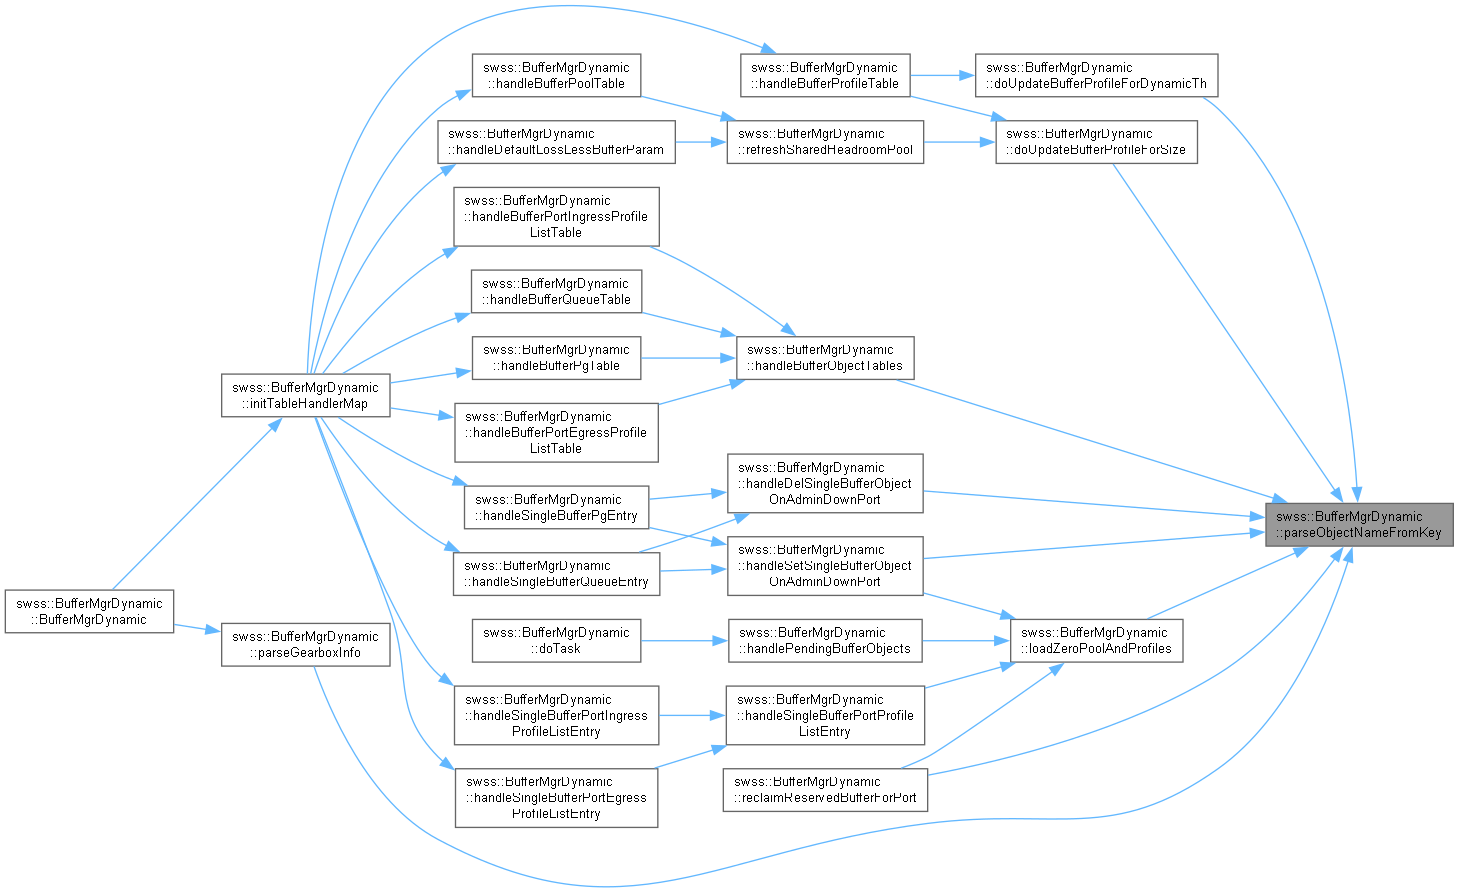 swss::BufferMgrDynamic
::handleBufferPoolTable
swss::BufferMgrDynamic
::handleBufferProfileTable
swss::BufferMgrDynamic
::doUpdateBufferProfileForDynamicTh
swss::BufferMgrDynamic
::handleDefaultLossLessBufferParam
swss::BufferMgrDynamic
::refreshSharedHeadroomPool
swss::BufferMgrDynamic
::doUpdateBufferProfileForSize
swss::BufferMgrDynamic
::handleBufferPortIngressProfile
ListTable
swss::BufferMgrDynamic
::handleBufferQueueTable
swss::BufferMgrDynamic
::handleBufferPgTable
swss::BufferMgrDynamic
::handleBufferObjectTables
swss::BufferMgrDynamic
::initTableHandlerMap
swss::BufferMgrDynamic
::handleBufferPortEgressProfile
ListTable
swss::BufferMgrDynamic
::handleDelSingleBufferObject
OnAdminDownPort
swss::BufferMgrDynamic
::handleSingleBufferPgEntry
swss::BufferMgrDynamic
::parseObjectNameFromKey
swss::BufferMgrDynamic
::handleSetSingleBufferObject
OnAdminDownPort
swss::BufferMgrDynamic
::handleSingleBufferQueueEntry
swss::BufferMgrDynamic
::BufferMgrDynamic
swss::BufferMgrDynamic
::parseGearboxInfo
swss::BufferMgrDynamic
::doTask
swss::BufferMgrDynamic
::handlePendingBufferObjects
swss::BufferMgrDynamic
::loadZeroPoolAndProfiles
swss::BufferMgrDynamic
::handleSingleBufferPortIngress
ProfileListEntry
swss::BufferMgrDynamic
::handleSingleBufferPortProfile
ListEntry
swss::BufferMgrDynamic
::handleSingleBufferPortEgress
ProfileListEntry
swss::BufferMgrDynamic
::reclaimReservedBufferForPort